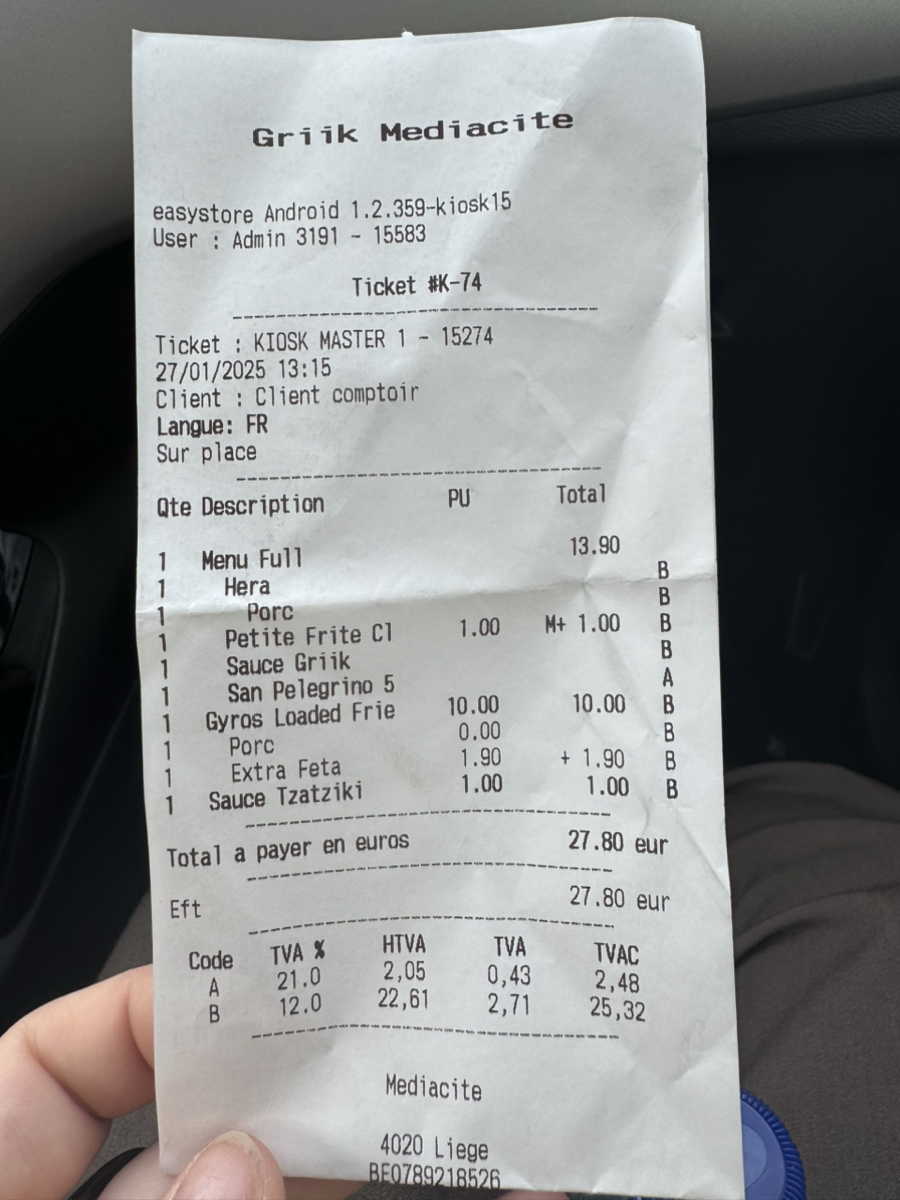 Griik Mediacite
easystore Android 1.2.359-kiosk15
User : Admin 3191 - 15583
Ticket #K-74
Ticket : KIOSK MASTER 1 - 15274
27/01/2025 13:15
Client : Client comptoir
Langue: FR
Sur place
Qte Description PU Total
1 Menu Full 13.90
1 Hera B
1 Porc B
1 Petite Frite Cl 1.00 M+ 1.00 B
1 Sauce Griik B
1 San Pelegrino 5 A
1 Gyros Loaded Frie 10.00 10.00 B
1 Porc 0.00 B
1 Extra Feta 1.90 + 1.90 B
1 Sauce Tzatziki 1.00 1.00 B
Total a payer en euros 27.80 eur
Eft 27.80 eur
Code TVA % HTVA TVA TVAC
A 21.0 2,05 0,43 2,48
B 12.0 22,61 2,71 25,32
Mediacite
4020 Liege
BE0789218526